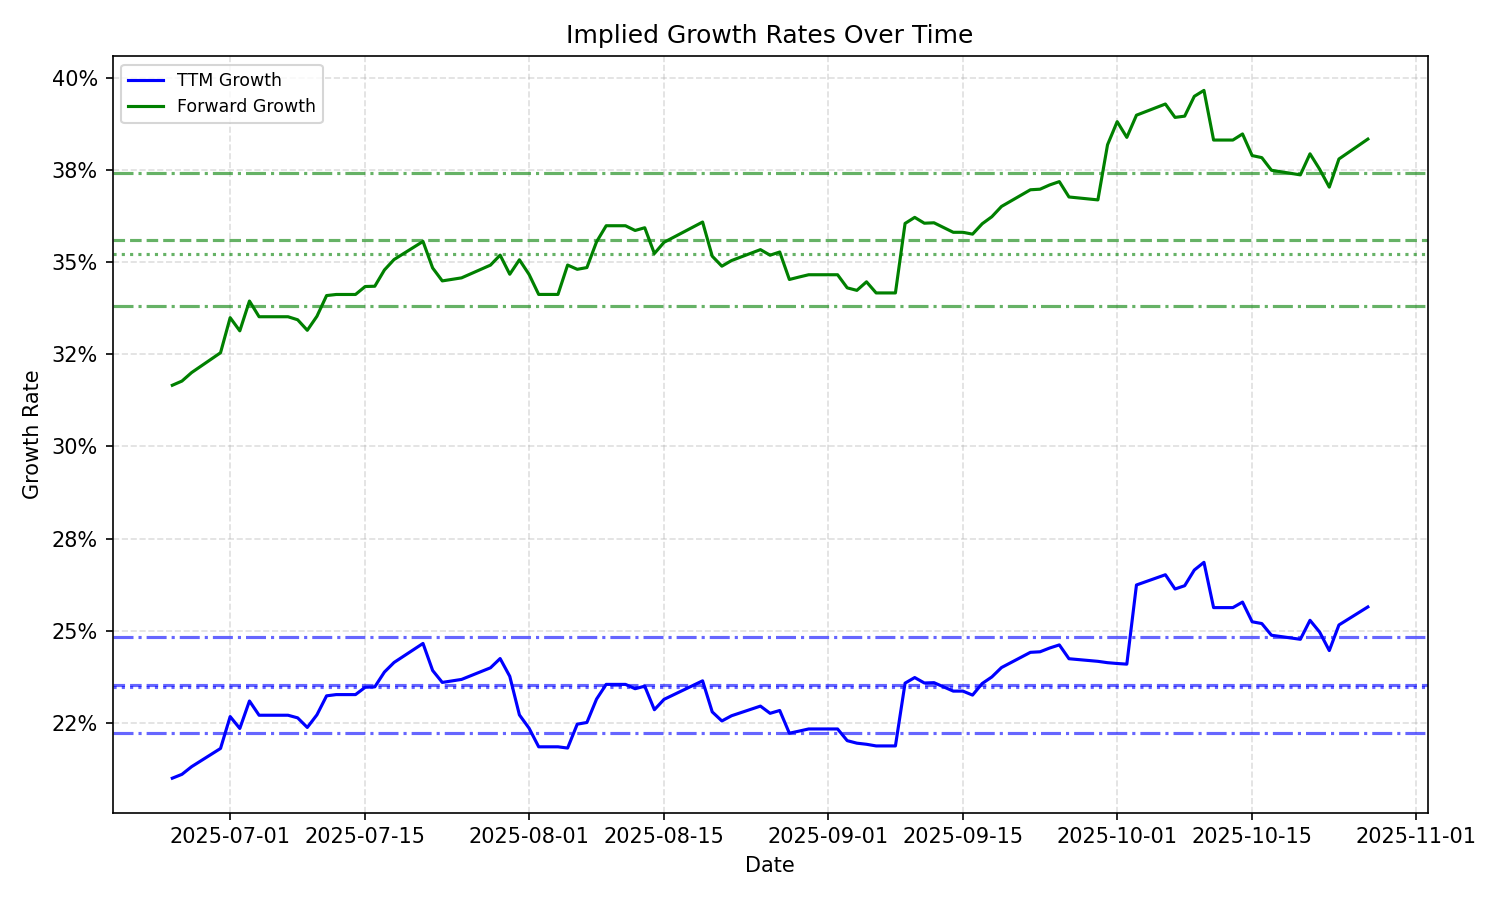 Implied Growth Rates Over Time
TTM Growth
Forward Growth
40%
38%
35%
32%
30%
28%
25%
22%
Growth Rate
2025-07-01 2025-07-15 2025-08-01 2025-08-15 2025-09-01 2025-09-15 2025-10-01 2025-10-15 2025-11-01
Date